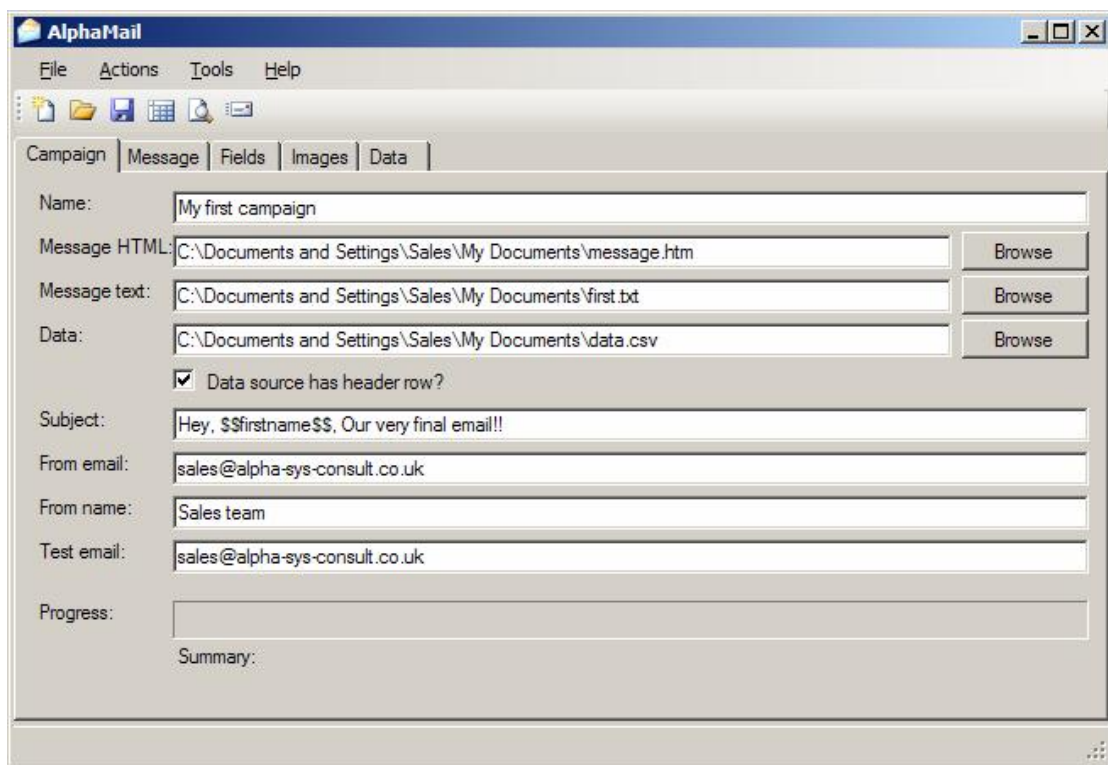 AlphaMail
File Actions Tools Help
Campaign Message Fields Images Data
Name: My first campaign
Message HTML: C:\Documents and Settings\Sales\My Documents\message.htm Browse
Message text: C:\Documents and Settings\Sales\My Documents\first.txt Browse
Data: C:\Documents and Settings\Sales\My Documents\data.csv Browse
Data source has header row?
Subject: Hey, $$firstname$$, Our very final email!!
From email: sales@alpha-sys-consult.co.uk
From name: Sales team
Test email: sales@alpha-sys-consult.co.uk
Progress:
Summary: